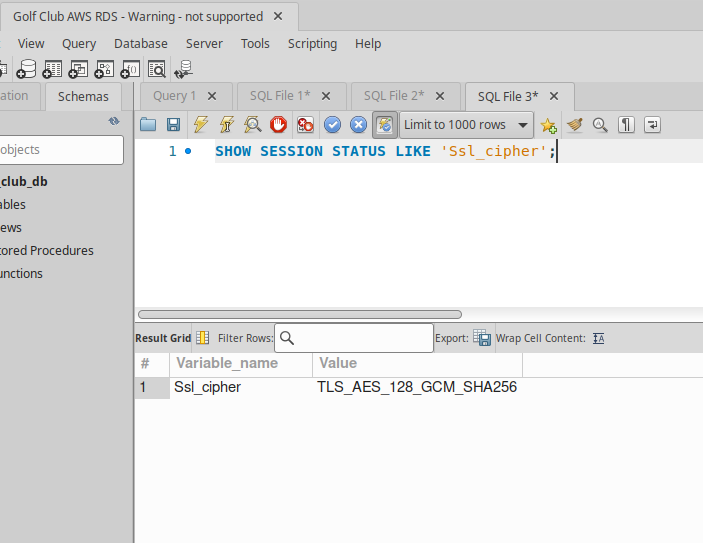 Golf Club AWS RDS - Warning - not supported
View Query Database Server Tools Scripting Help
ation Schemas Query 1 SQL File 1* SQL File 2* SQL File 3*
Limit to 1000 rows
objects
1 SHOW SESSION STATUS LIKE 'Ssl_cipher';
_club_db
ables
ews
tored Procedures
unctions
Result Grid Filter Rows: Export: Wrap Cell Content:
# Variable_name Value
1 Ssl_cipher TLS_AES_128_GCM_SHA256